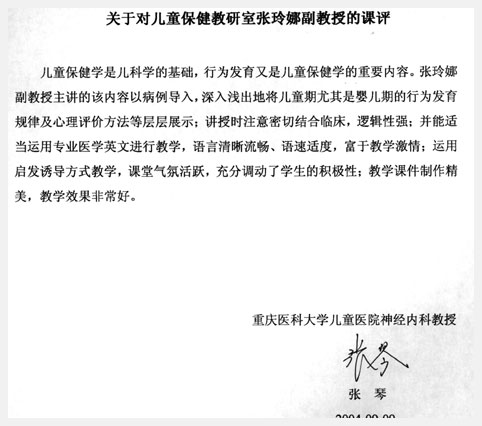 关于对儿童保健教研室张玲娜副教授的课评
儿童保健学是儿科学的基础，行为发育又是儿童保健学的重要内容。张玲娜
副教授主讲的该内容以病例导入，深入浅出地将儿童期尤其是婴儿期的行为发育
规律及心理评价方法等层层展示；讲授时注意密切结合临床，逻辑性强；并能适
当运用专业医学英文进行教学，语言清晰流畅、语速适度，富于教学激情；运用
启发诱导方式教学，课堂气氛活跃，充分调动了学生的积极性；教学课件制作精
美，教学效果非常好。
重庆医科大学儿童医院神经内科教授
张琴
张 琴
2004.09.09